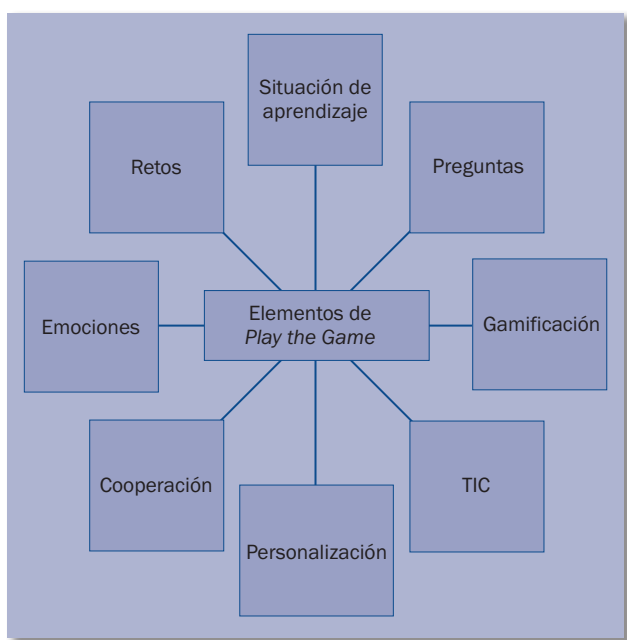 Situación de
aprendizaje
Retos
Preguntas
Emociones
Elementos de
Play the Game
Gamificación
Cooperación
TIC
Personalización